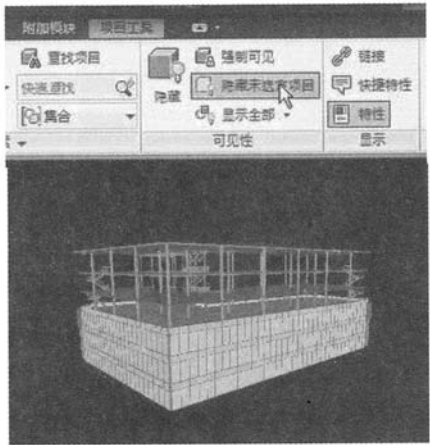 附加模块 项目工具
查找项目
快速查找
集合
隐藏
强制可见
隐藏未选定项目
显示全部
可见性
链接
快捷特性
特性
显示